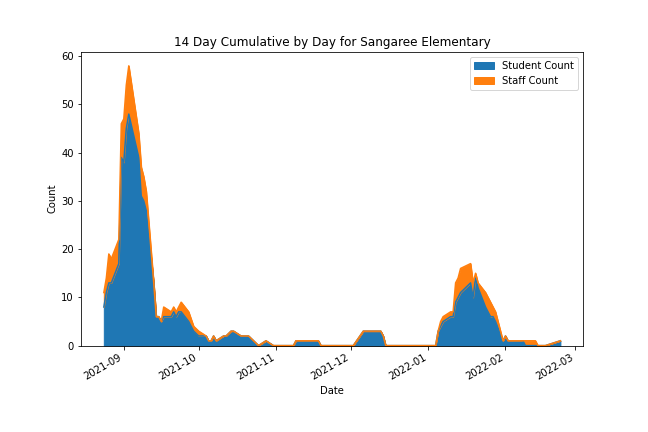 14 Day Cumulative by Day for Sangaree Elementary
Student Count
Staff Count
60
50
40
30
20
10
0
Count
2021-09
2021-10
2021-11
2021-12
2022-01
2022-02
2022-03
Date